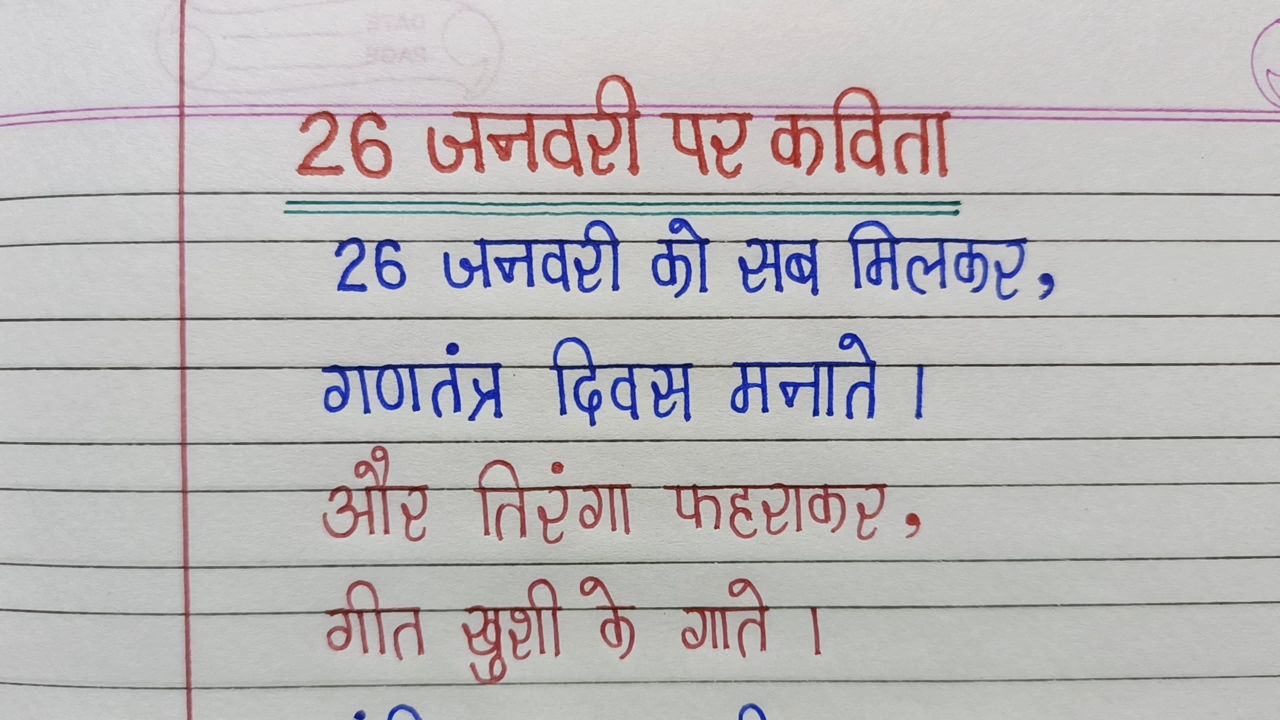 26 जनवरी पर कविता
26 जनवरी को सब मिलकर,
गणतंत्र दिवस मनाते ।
और तिरंगा फहराकर,
गीत खुशी के गाते ।